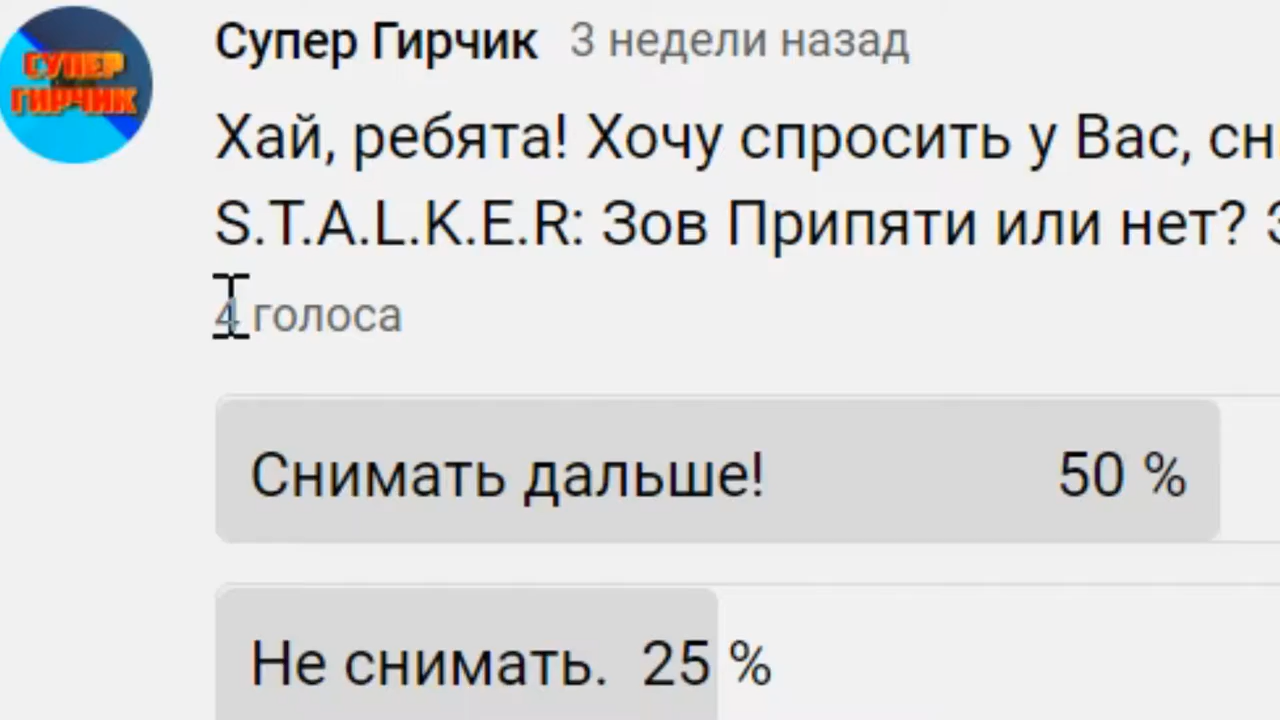 СУПЕР
ГИРЧИК
Супер Гирчик 3 недели назад
Хай, ребята! Хочу спросить у Вас,
S.T.A.L.K.E.R: Зов Припяти или нет?
4 голоса
Снимать дальше! 50 %
Не снимать. 25 %